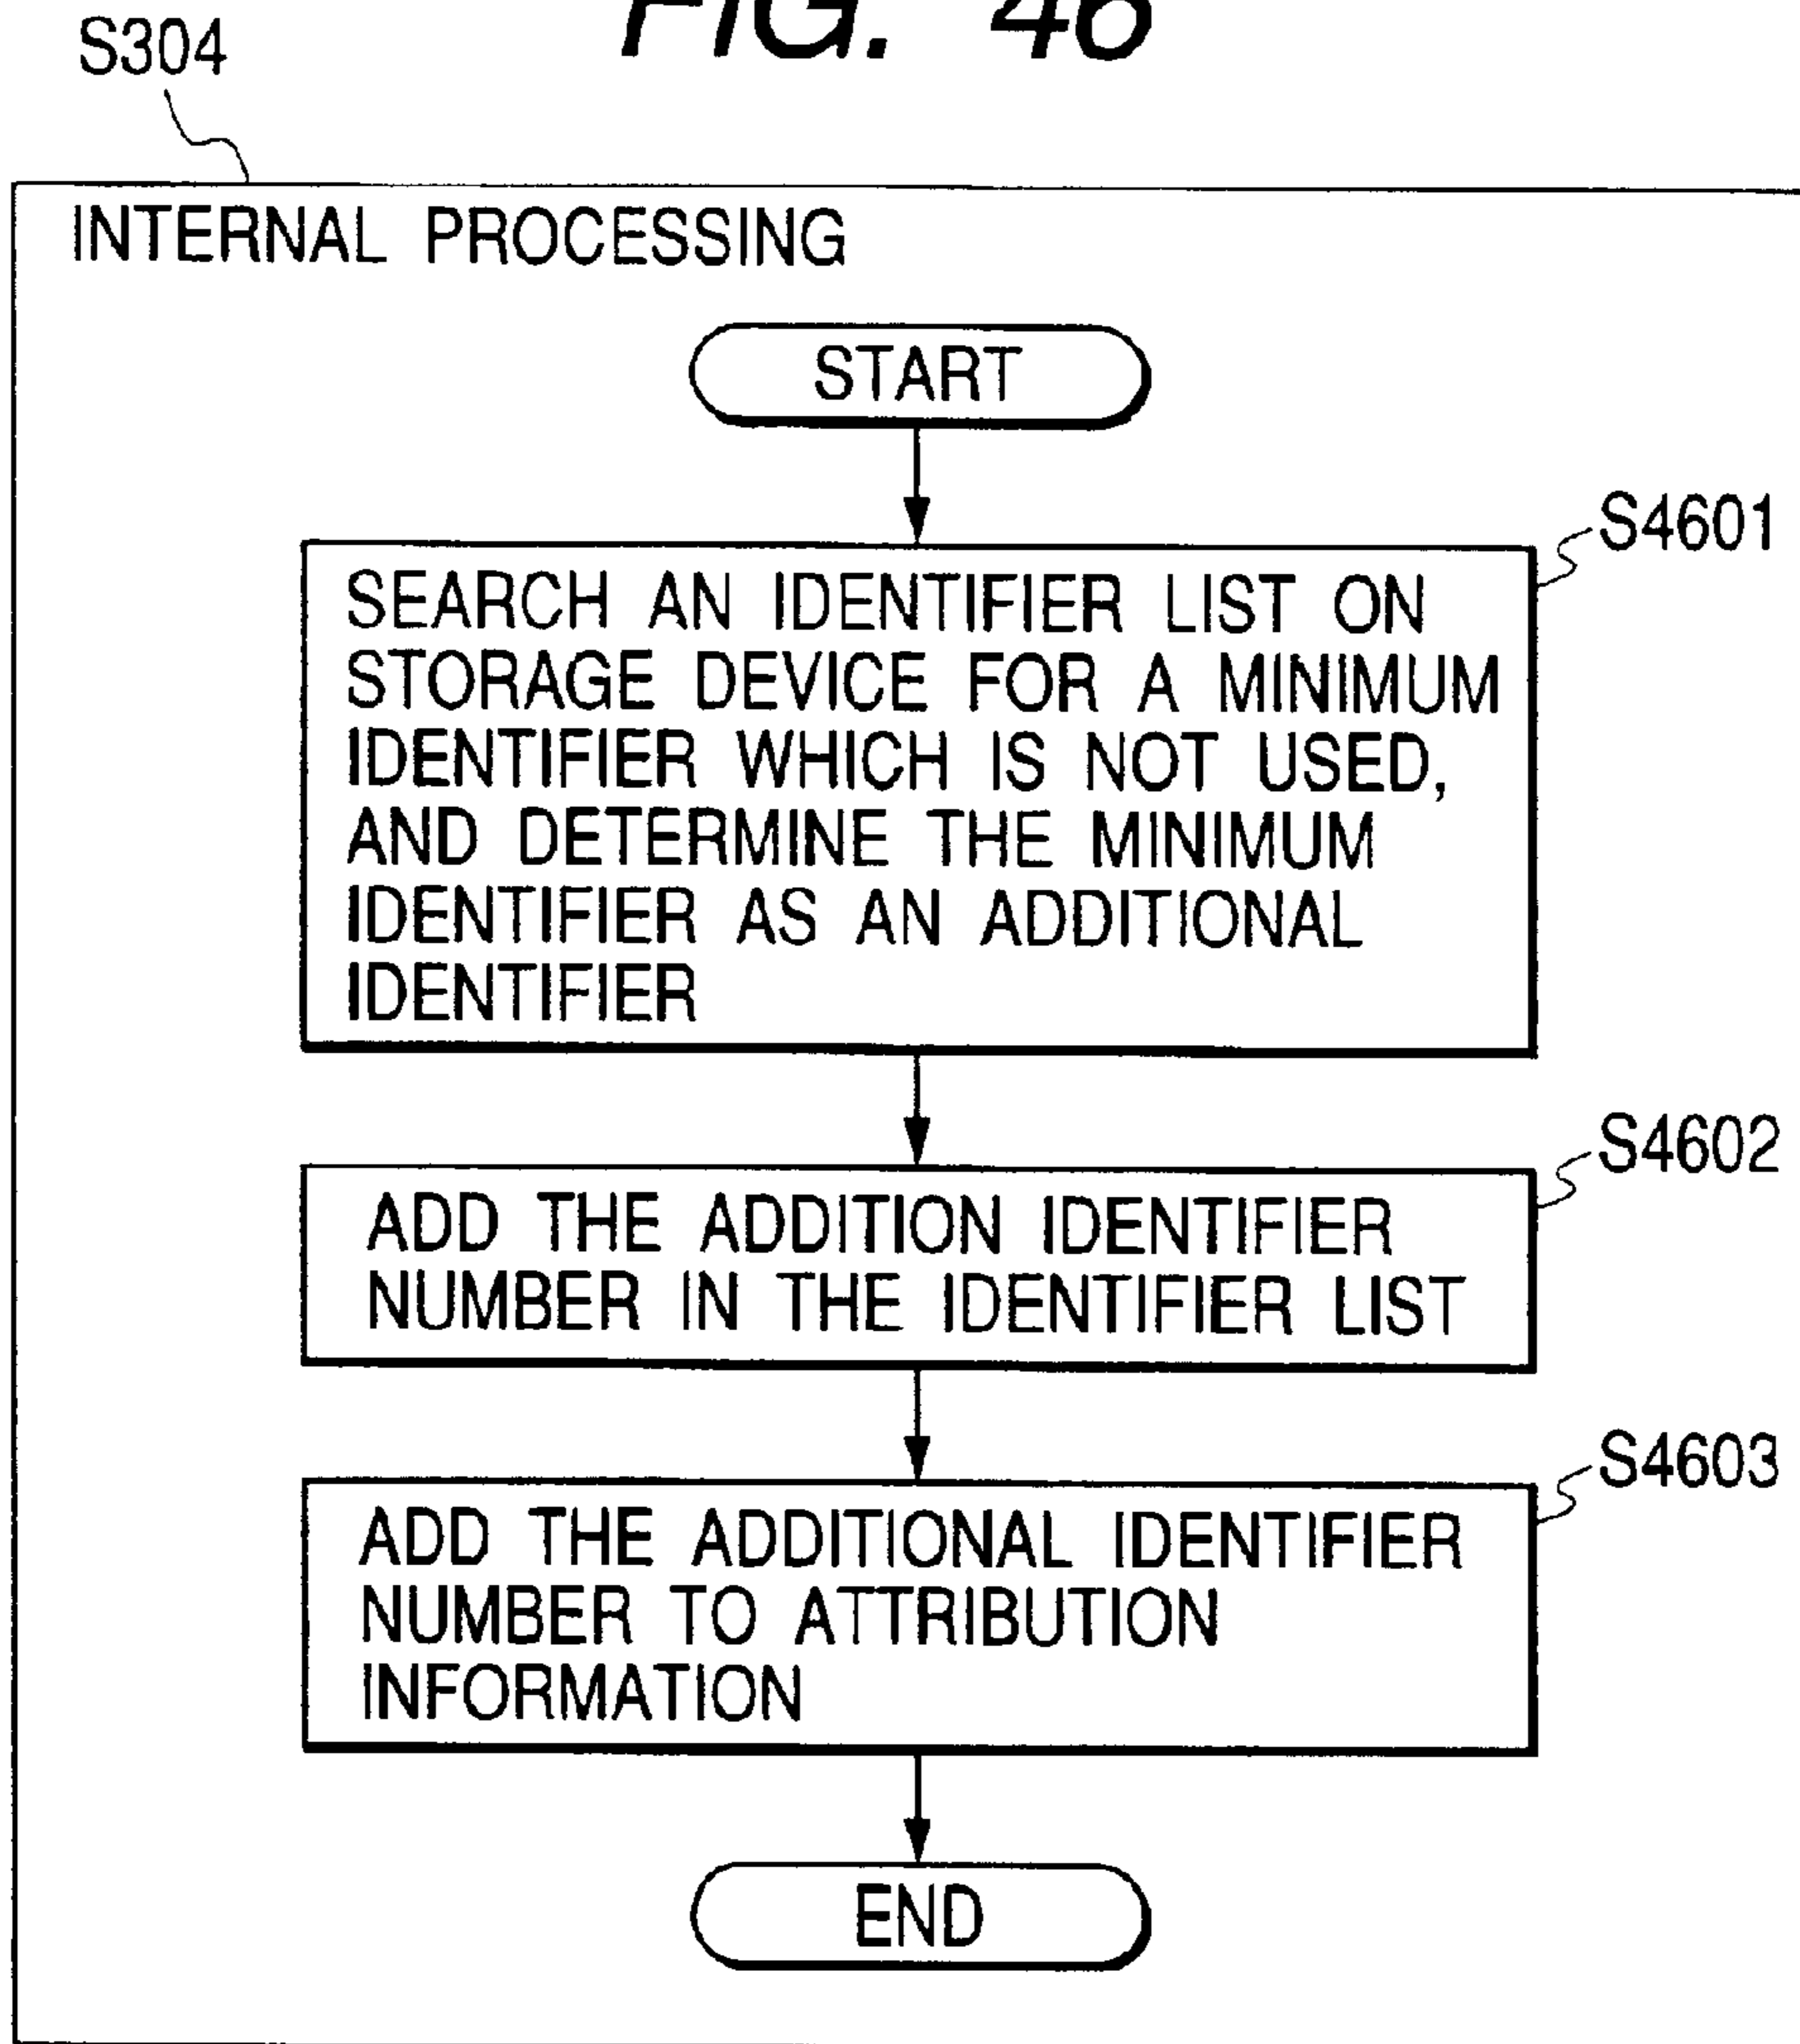 FIG. 46
S304
INTERNAL PROCESSING
START
S4601
SEARCH AN IDENTIFIER LIST ON
STORAGE DEVICE FOR A MINIMUM
IDENTIFIER WHICH IS NOT USED,
AND DETERMINE THE MINIMUM
IDENTIFIER AS AN ADDITIONAL
IDENTIFIER
S4602
ADD THE ADDITION IDENTIFIER
NUMBER IN THE IDENTIFIER LIST
S4603
ADD THE ADDITIONAL IDENTIFIER
NUMBER TO ATTRIBUTION
INFORMATION
END